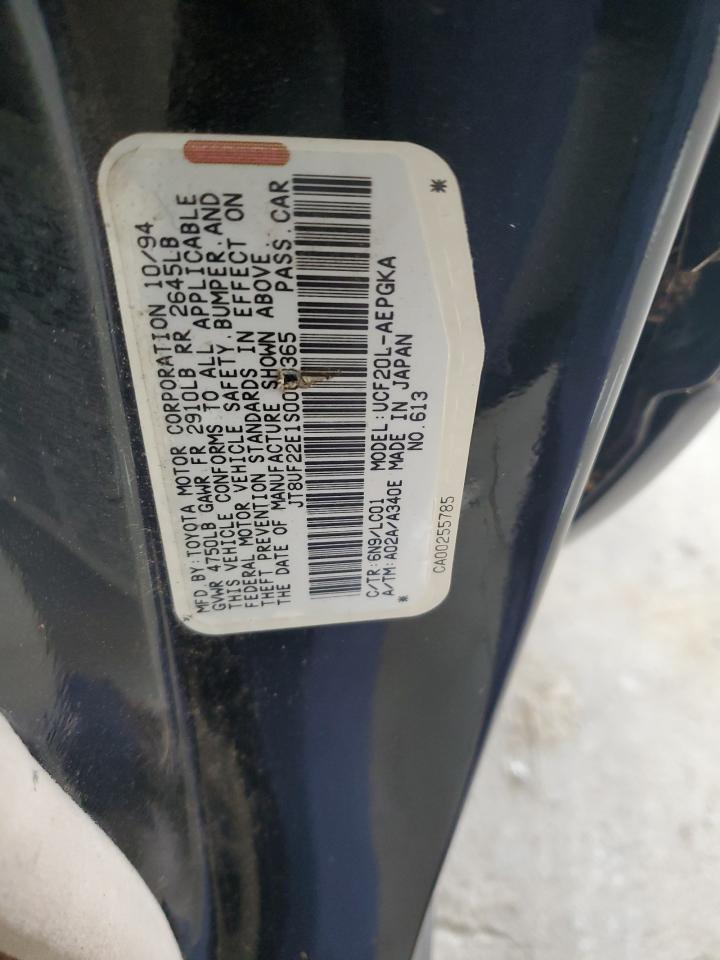 MFD.BY:TOYOTA MOTOR CORPORATION 10/94
GVWR 4750LB GAWR FR 2910LB RR 2645LB
THIS VEHICLE CONFORMS TO ALL APPLICABLE
FEDERAL MOTOR VEHICLE SAFETY,BUMPER,AND
THEFT PREVENTION STANDARDS IN EFFECT ON
THE DATE OF MANUFACTURE SHOWN ABOVE.
PASS.CAR
C/TR:6N9/LC01 MODEL:UCF20L-AEPGKA
A/TM:A02A/A340E MADE IN JAPAN
NO.613
CA00255785